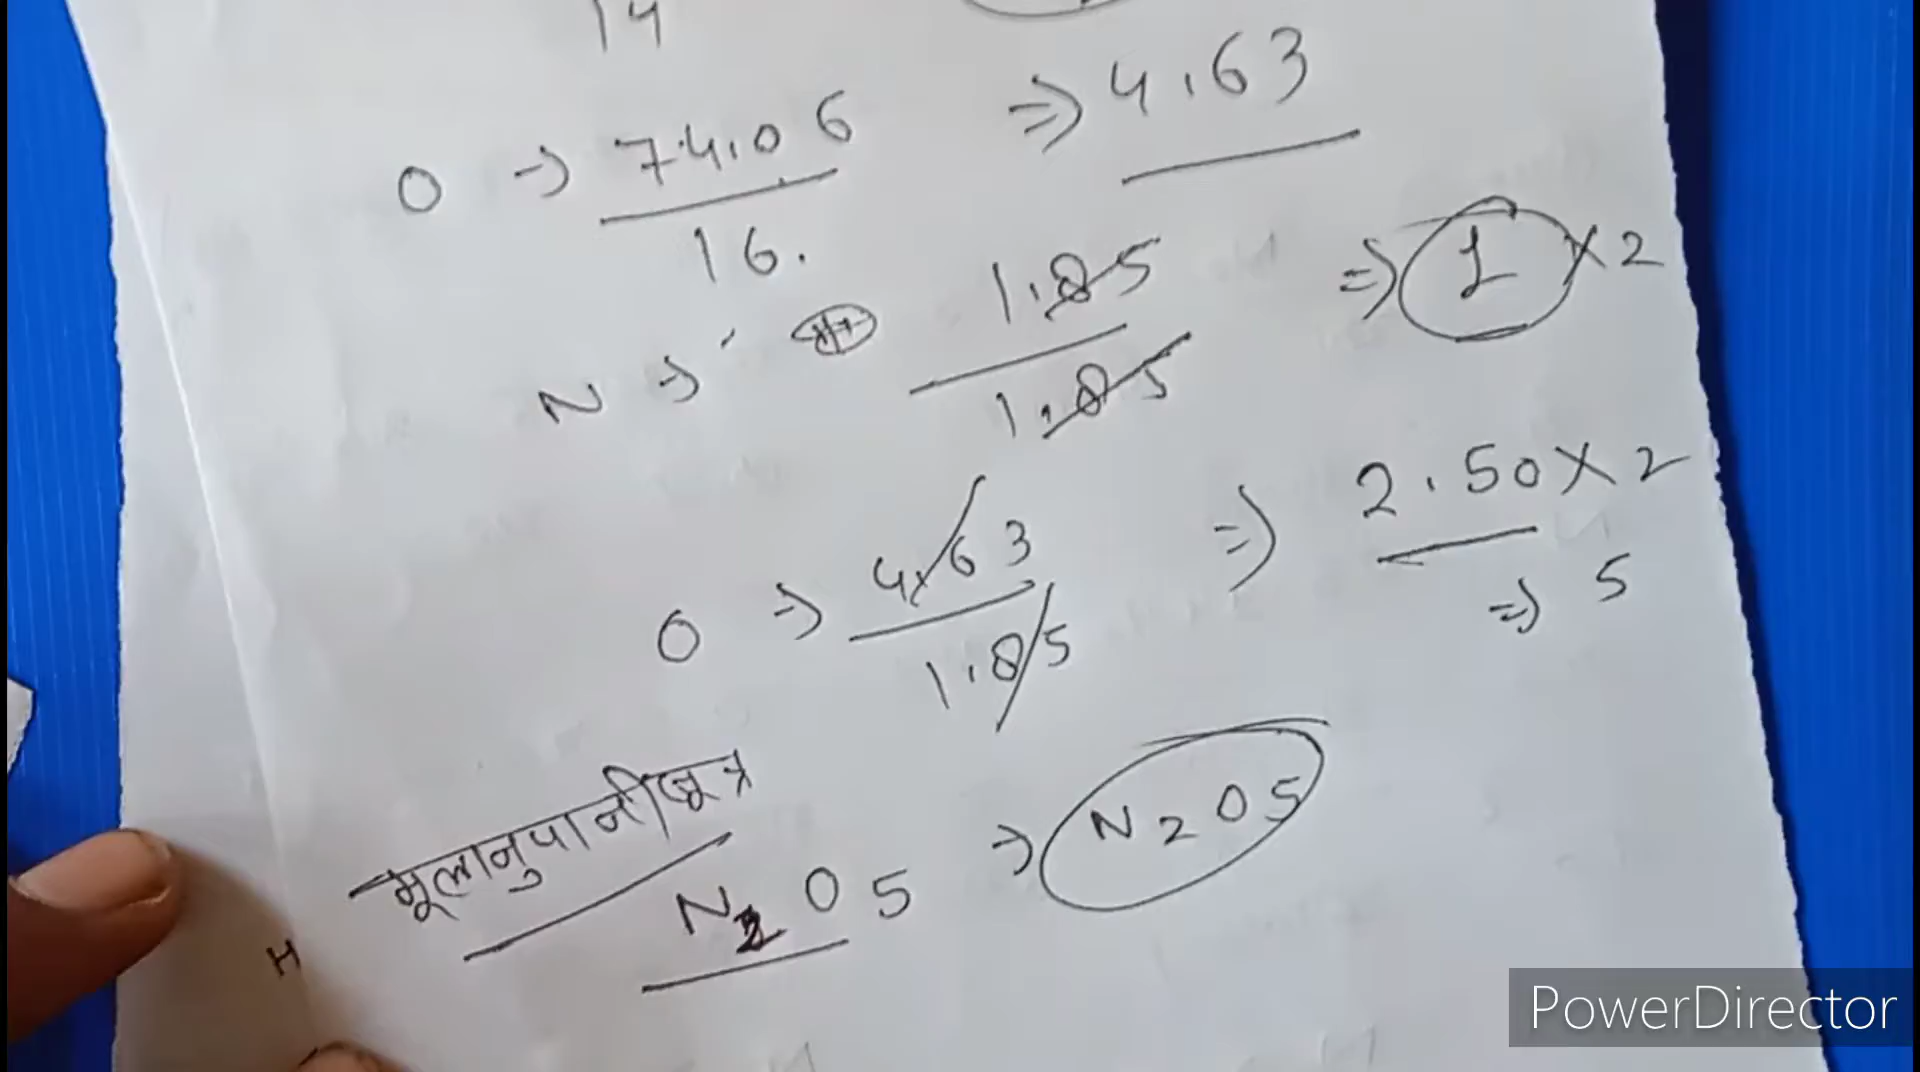 14
O → 74.06 / 16. ⇒ 4.63
N → 1.85 / 1.85 ⇒ 1 × 2
O → 4.63 / 1.85 ⇒ 2.50 × 2
⇒ 5
मूलानुपातीसूत्र
N2O5 ⇒ N2O5
H
PowerDirector